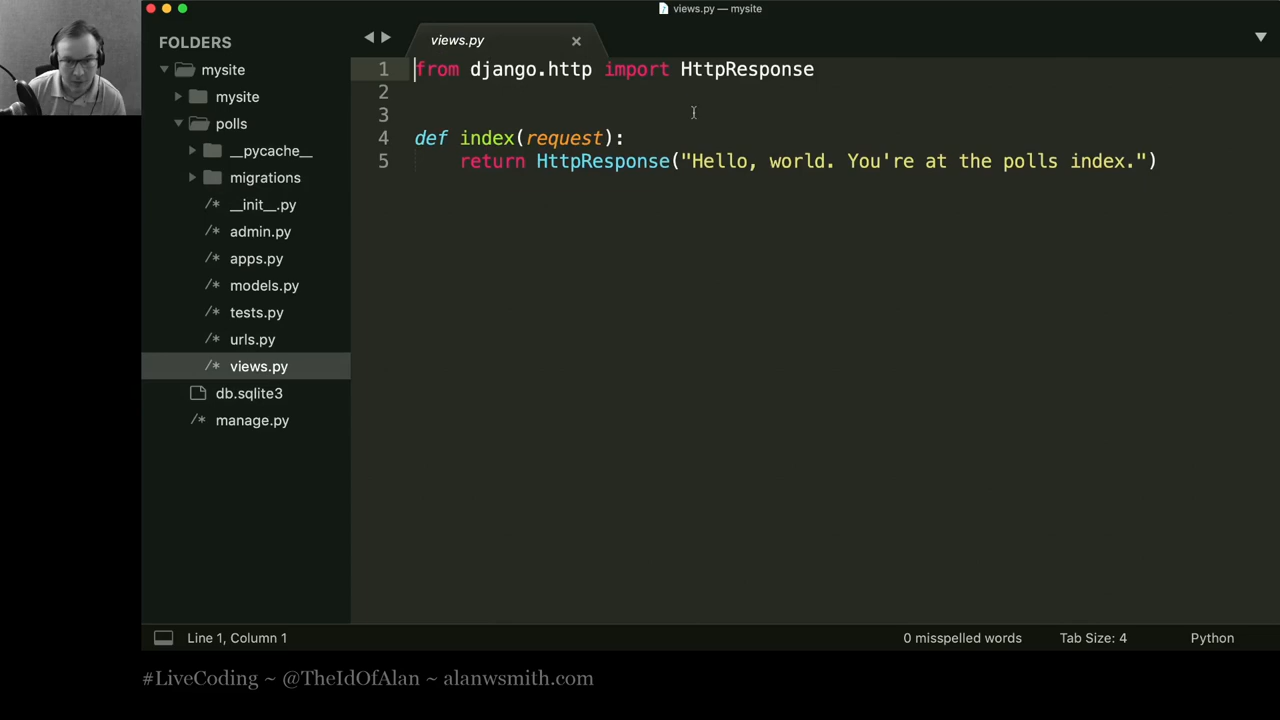 views.py — mysite
FOLDERS
mysite
mysite
polls
__pycache__
migrations
/* __init__.py
/* admin.py
/* apps.py
/* models.py
/* tests.py
/* urls.py
/* views.py
db.sqlite3
/* manage.py
views.py
1 from django.http import HttpResponse
2
3
4 def index(request):
5     return HttpResponse("Hello, world. You're at the polls index.")
Line 1, Column 1
0 misspelled words
Tab Size: 4
Python
#LiveCoding ~ @TheIdOfAlan ~ alanwsmith.com